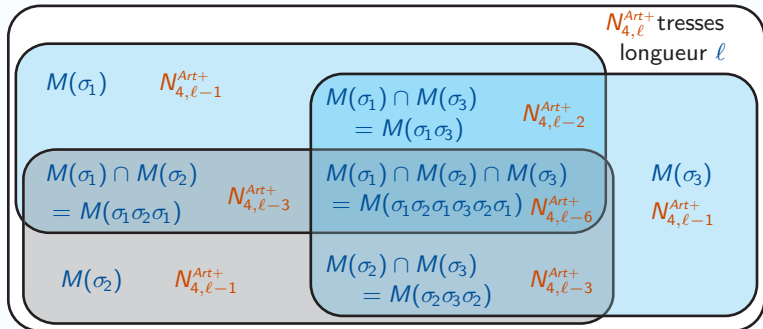 N_{4,ℓ}^{Art+} tresses
longueur ℓ
M(σ₁) N_{4,ℓ−1}^{Art+}
M(σ₁) ∩ M(σ₃)
= M(σ₁σ₃) N_{4,ℓ−2}^{Art+}
M(σ₁) ∩ M(σ₂)
= M(σ₁σ₂σ₁) N_{4,ℓ−3}^{Art+}
M(σ₁) ∩ M(σ₂) ∩ M(σ₃)
= M(σ₁σ₂σ₁σ₃σ₂σ₁) N_{4,ℓ−6}^{Art+}
M(σ₃)
N_{4,ℓ−1}^{Art+}
M(σ₂) N_{4,ℓ−1}^{Art+}
M(σ₂) ∩ M(σ₃)
= M(σ₂σ₃σ₂) N_{4,ℓ−3}^{Art+}